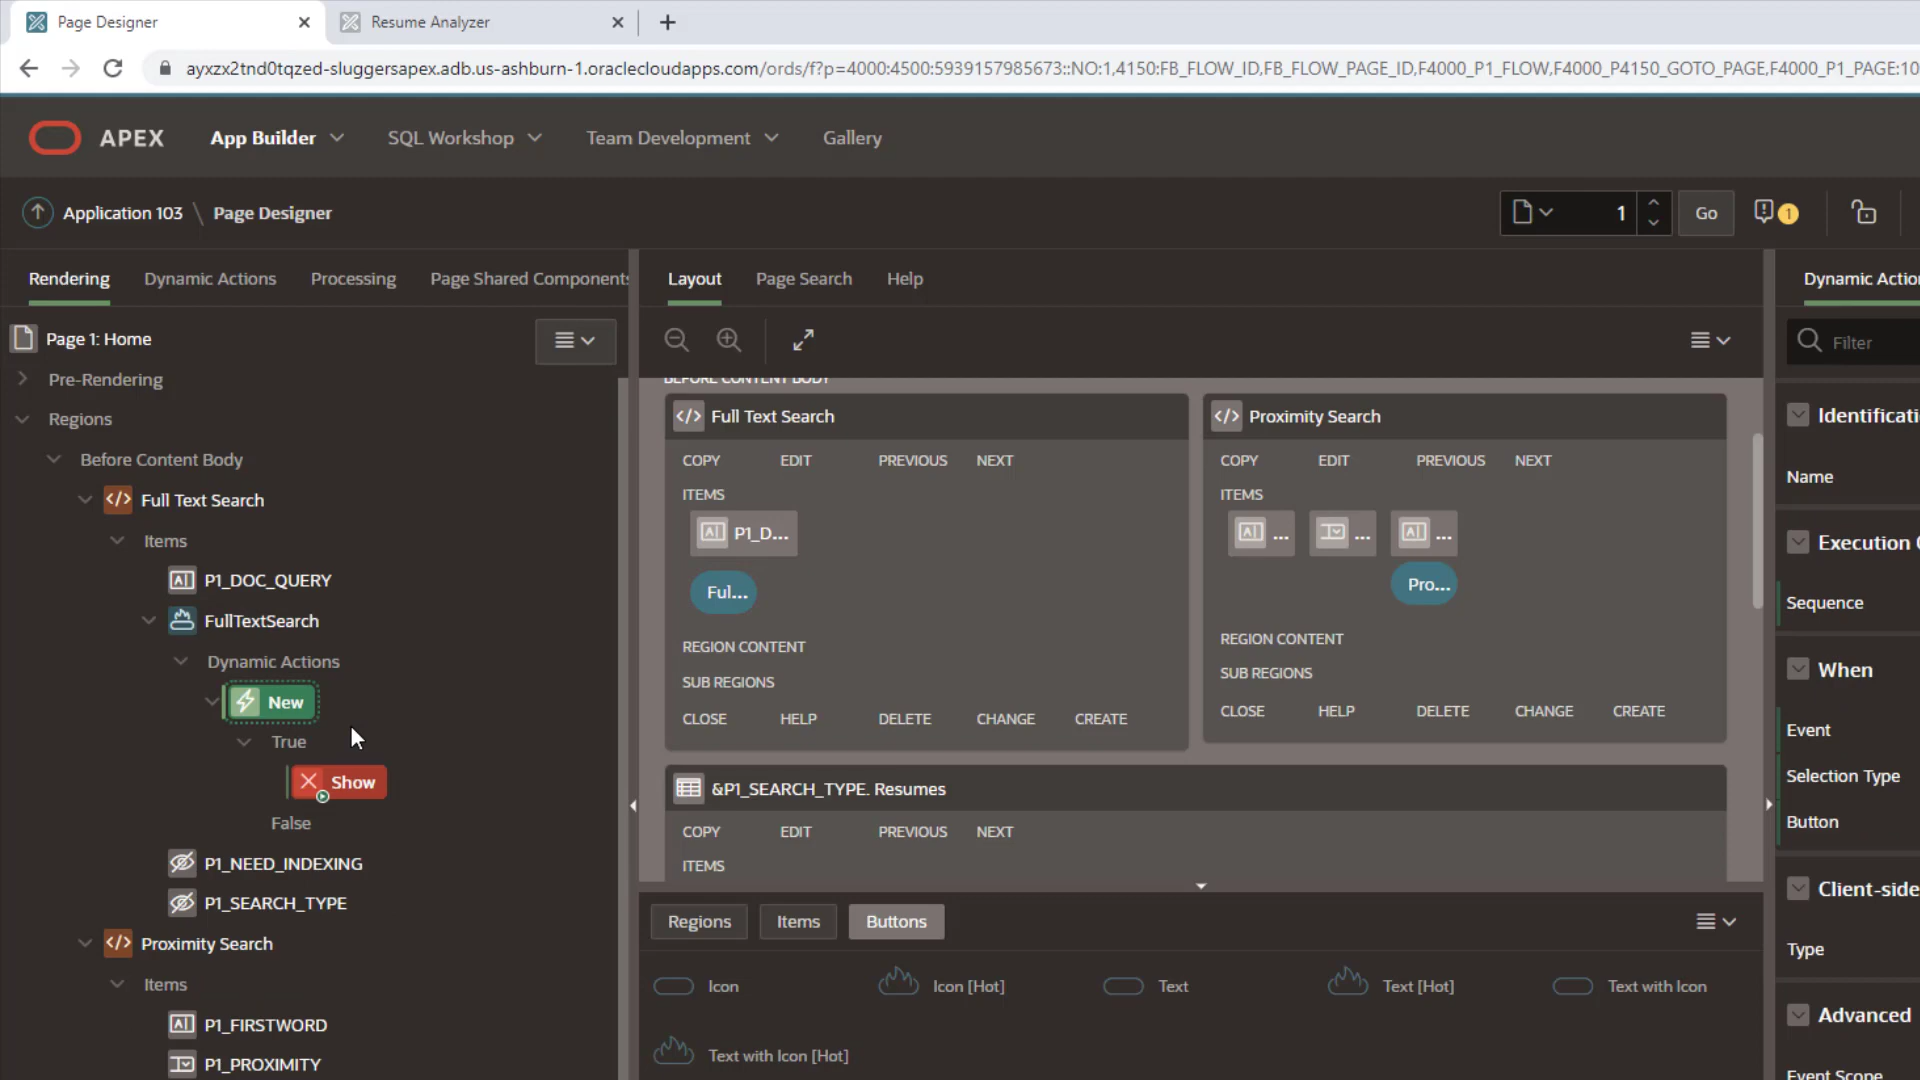 Page Designer
Resume Analyzer
ayxzx2tnd0tqzed-sluggersapex.adb.us-ashburn-1.oraclecloudapps.com/ords/f?p=4000:4500:5939157985673::NO:1,4150:FB_FLOW_ID,FB_FLOW_PAGE_ID,F4000_P1_FLOW,F4000_P4150_GOTO_PAGE,F4000_P1_PAGE:10
APEX
App Builder
SQL Workshop
Team Development
Gallery
Application 103 \ Page Designer
1
Go
1
Rendering
Dynamic Actions
Processing
Page Shared Components
Page 1: Home
Pre-Rendering
Regions
Before Content Body
Full Text Search
Items
P1_DOC_QUERY
FullTextSearch
Dynamic Actions
New
True
Show
False
P1_NEED_INDEXING
P1_SEARCH_TYPE
Proximity Search
Items
P1_FIRSTWORD
P1_PROXIMITY
Layout
Page Search
Help
BEFORE CONTENT BODY
Full Text Search
COPY EDIT PREVIOUS NEXT
ITEMS
P1_D...
Ful...
REGION CONTENT
SUB REGIONS
CLOSE HELP DELETE CHANGE CREATE
Proximity Search
COPY EDIT PREVIOUS NEXT
ITEMS
... ... ...
Pro...
REGION CONTENT
SUB REGIONS
CLOSE HELP DELETE CHANGE CREATE
&P1_SEARCH_TYPE. Resumes
COPY EDIT PREVIOUS NEXT
ITEMS
Regions Items Buttons
Icon Icon [Hot] Text Text [Hot] Text with Icon
Text with Icon [Hot]
Dynamic Action
Filter
Identificati
Name
Execution
Sequence
When
Event
Selection Type
Button
Client-side
Type
Advanced
Event Scope